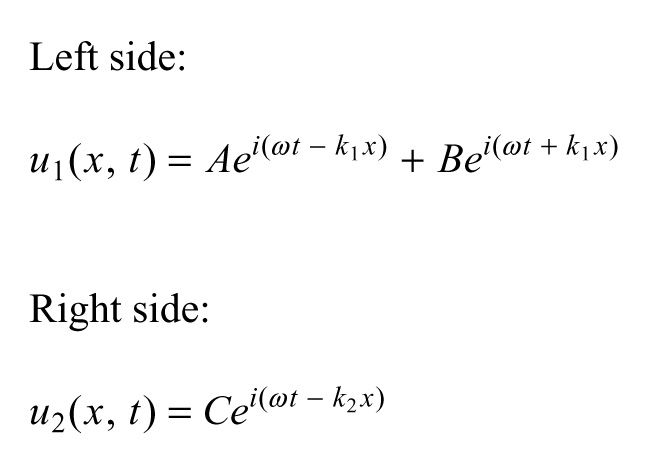 Left side:
u₁(x, t) = Ae^{i(ωt − k₁x)} + Be^{i(ωt + k₁x)}
Right side:
u₂(x, t) = Ce^{i(ωt − k₂x)}